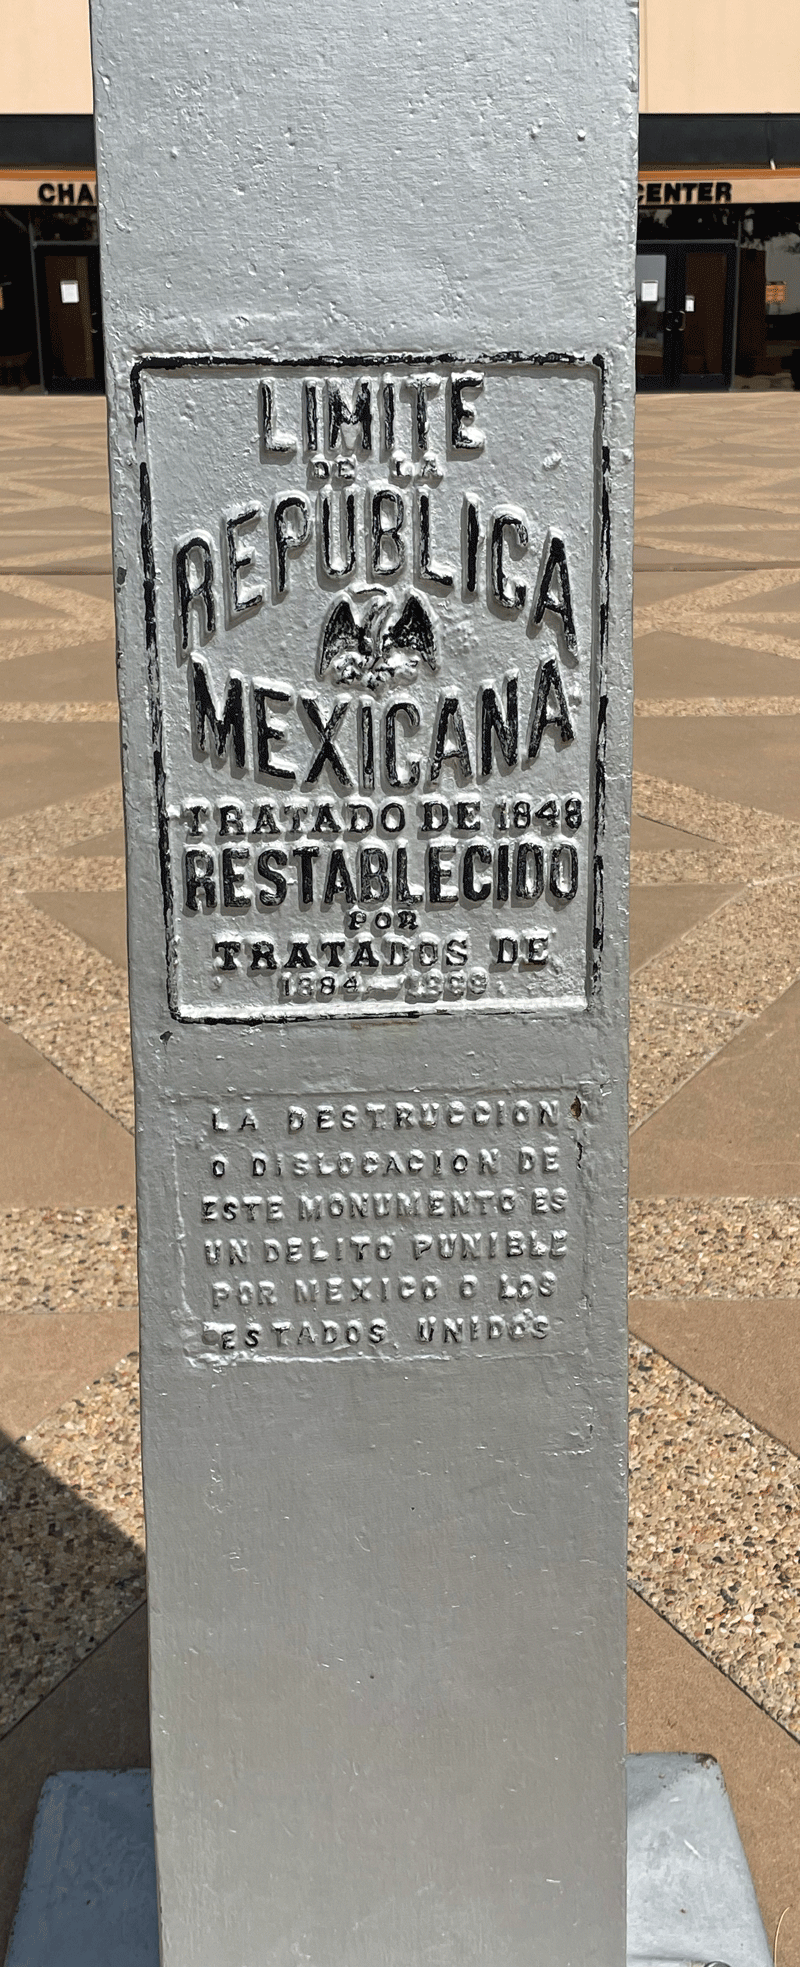 CHA
CENTER
LIMITE
DE LA
REPUBLICA
MEXICANA
TRATADO DE 1848
RESTABLECIDO
POR
TRATADOS DE
1884
LA DESTRUCCION
O DISLOCACION DE
ESTE MONUMENTO ES
UN DELITO PUNIBLE
POR MEXICO O LOS
ESTADOS UNIDOS